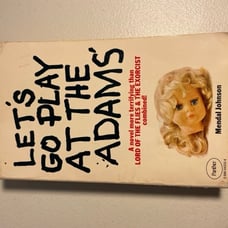 LET'S
GO PLAY
AT THE
ADAMS'
A novel more terrifying than
LORD OF THE FLIES & THE EXORCIST
combined!
Mendal Johnson
Panther